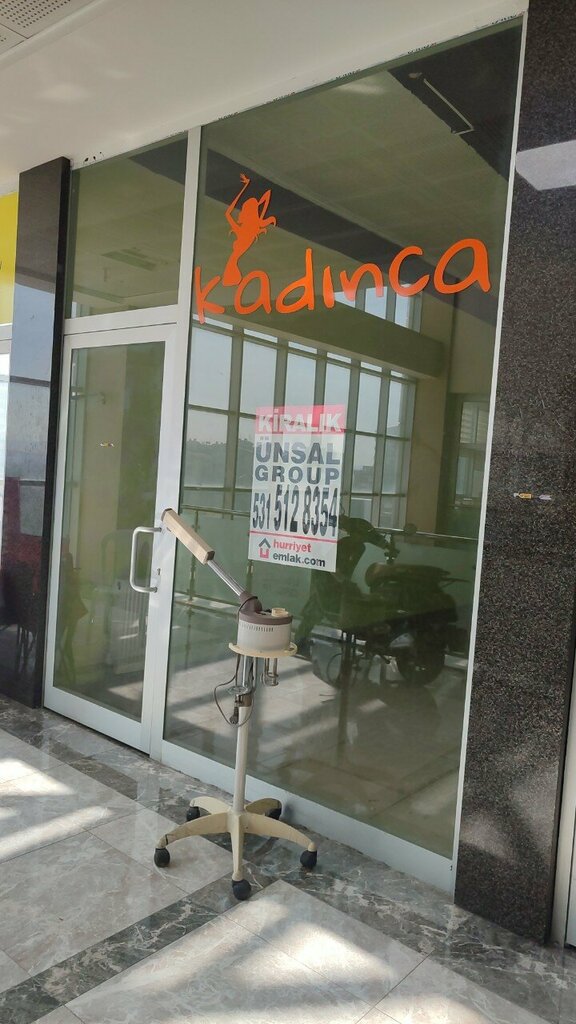 kadınca
KİRALIK
ÜNSAL
GROUP
531 512 8354
hurriyet
emlak.com